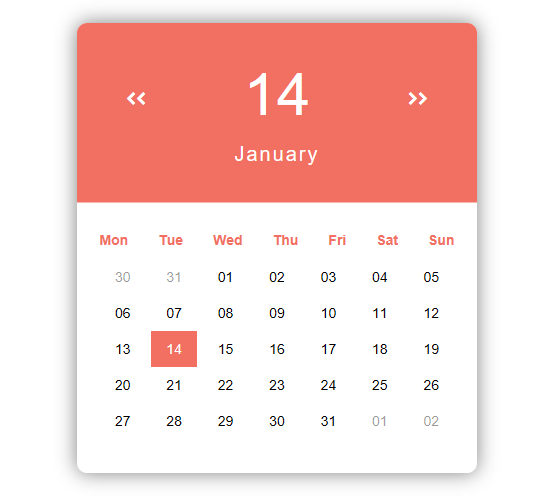 « 14 »
January
Mon Tue Wed Thu Fri Sat Sun
30 31 01 02 03 04 05
06 07 08 09 10 11 12
13 14 15 16 17 18 19
20 21 22 23 24 25 26
27 28 29 30 31 01 02